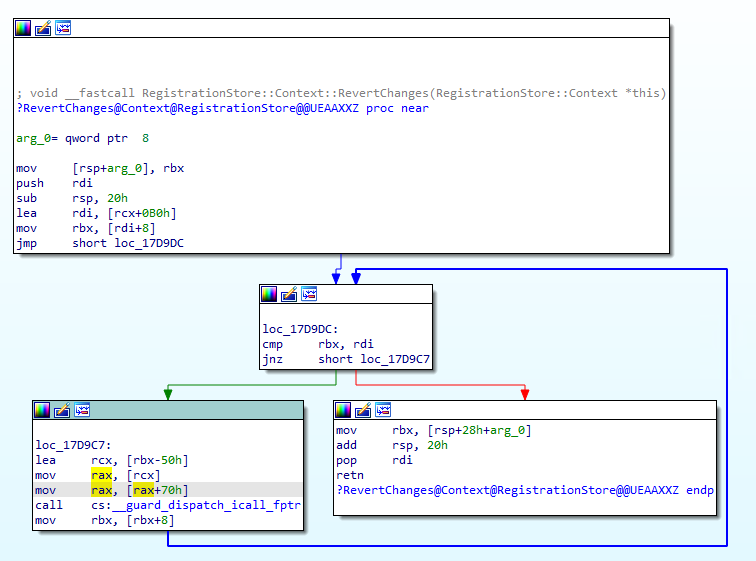 ; void __fastcall RegistrationStore::Context::RevertChanges(RegistrationStore::Context *this)
?RevertChanges@Context@RegistrationStore@@UEAAXXZ proc near
arg_0= qword ptr  8
mov     [rsp+arg_0], rbx
push    rdi
sub     rsp, 20h
lea     rdi, [rcx+0B0h]
mov     rbx, [rdi+8]
jmp     short loc_17D9DC
loc_17D9DC:
cmp     rbx, rdi
jnz     short loc_17D9C7
loc_17D9C7:
lea     rcx, [rbx-50h]
mov     rax, [rcx]
mov     rax, [rax+70h]
call    cs:__guard_dispatch_icall_fptr
mov     rbx, [rbx+8]
mov     rbx, [rsp+28h+arg_0]
add     rsp, 20h
pop     rdi
retn
?RevertChanges@Context@RegistrationStore@@UEAAXXZ endp